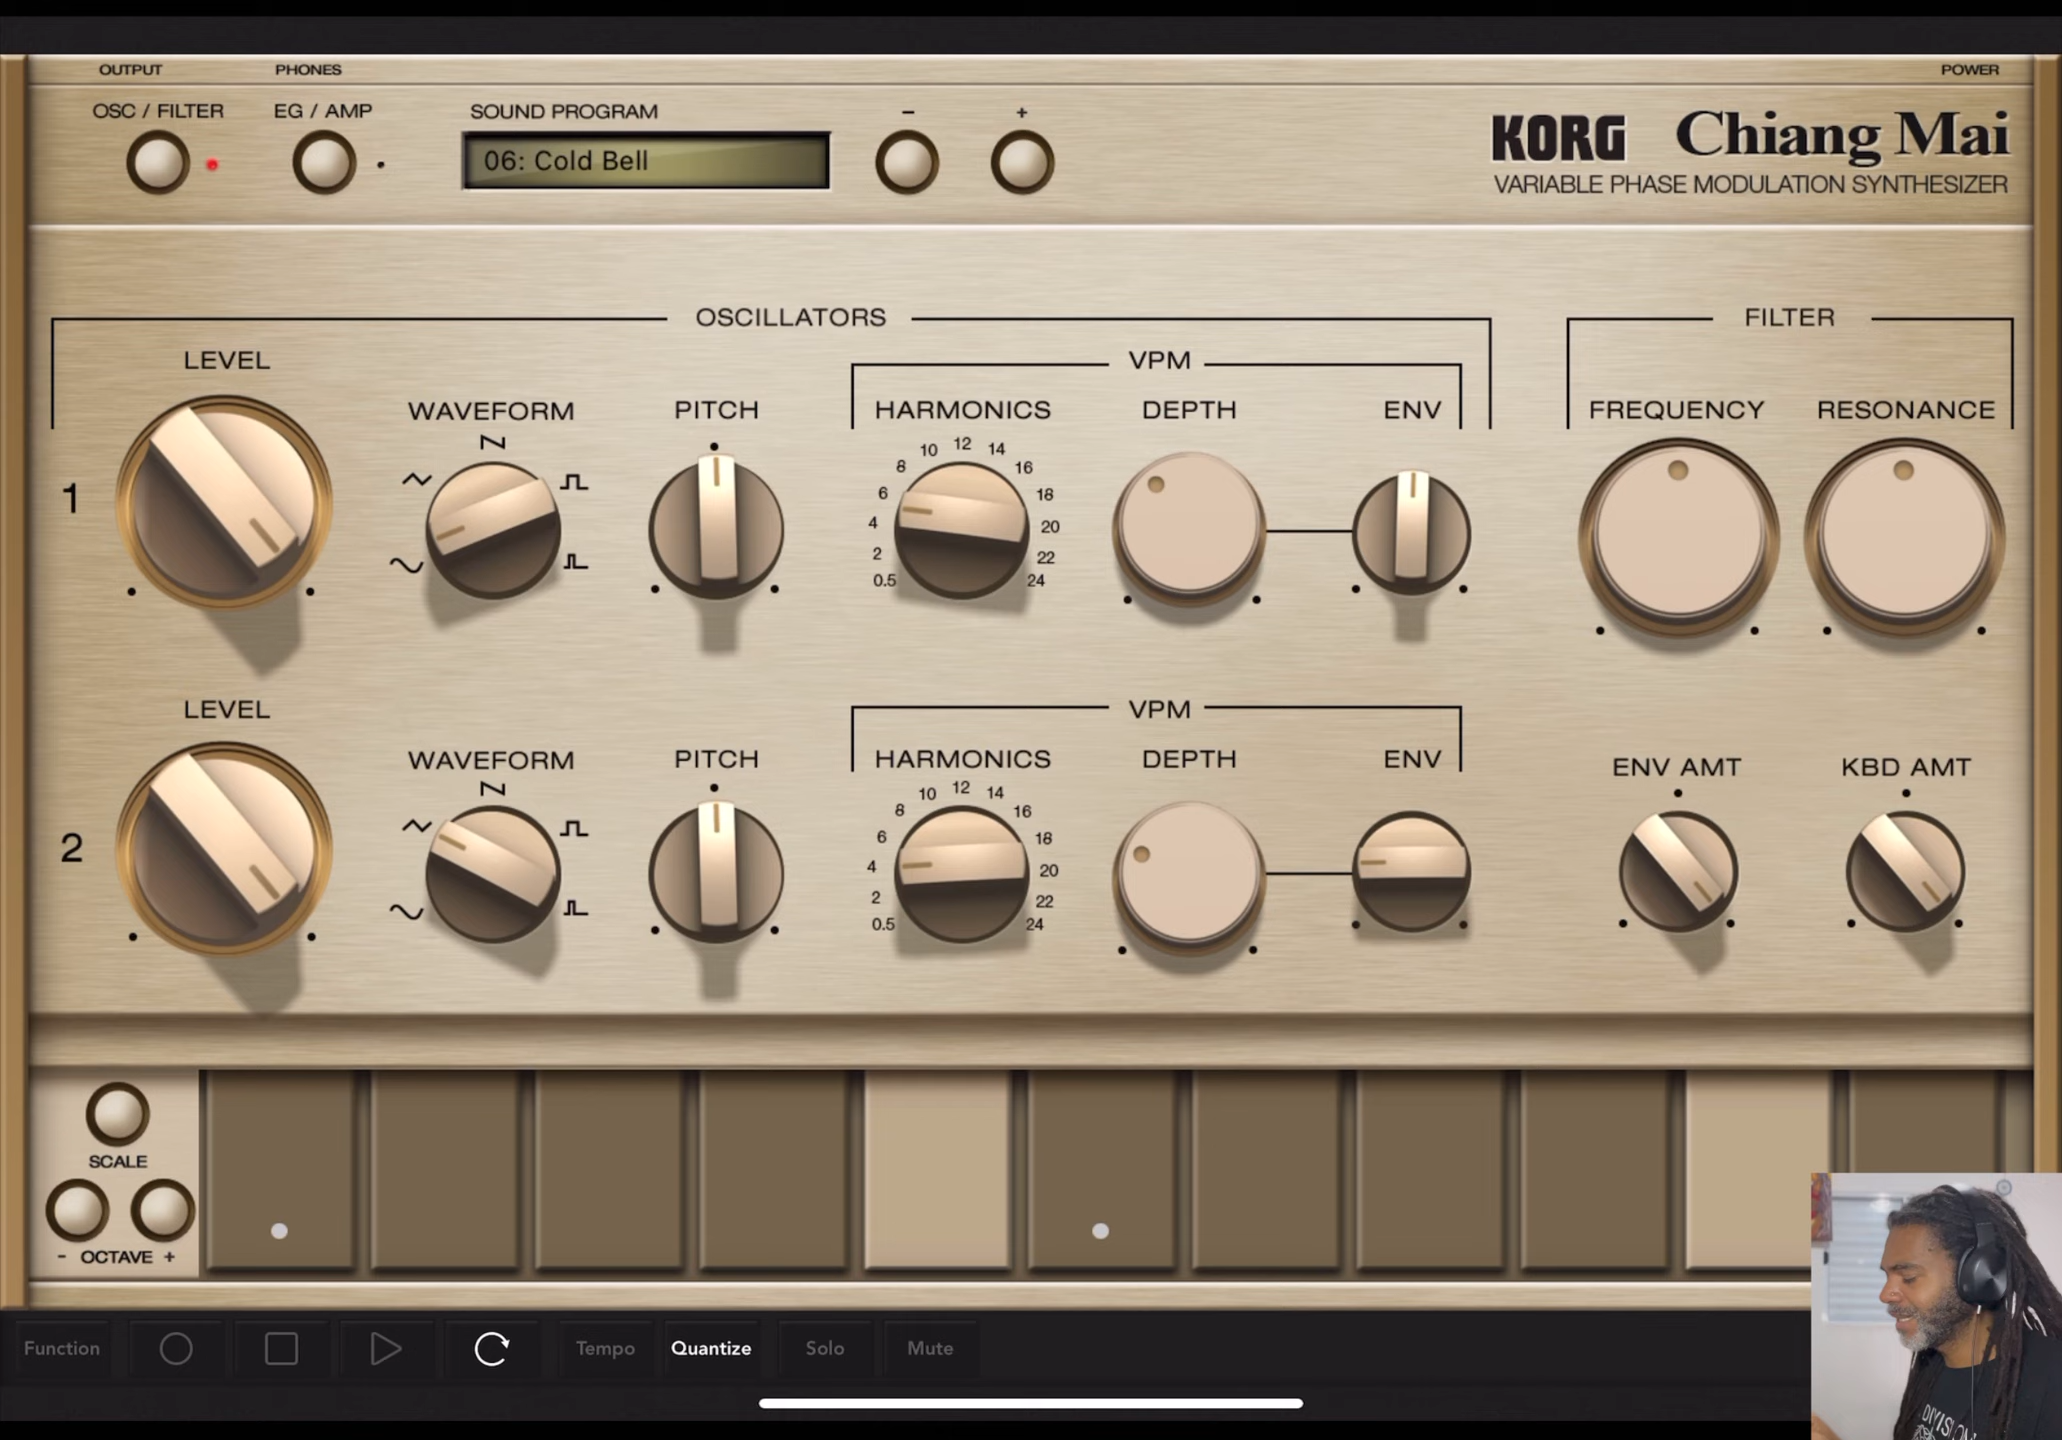 OUTPUT PHONES POWER
OSC / FILTER EG / AMP SOUND PROGRAM − +
06: Cold Bell
KORG Chiang Mai
VARIABLE PHASE MODULATION SYNTHESIZER
OSCILLATORS FILTER
LEVEL VPM
WAVEFORM PITCH HARMONICS DEPTH ENV FREQUENCY RESONANCE
1
0.5 2 4 6 8 10 12 14 16 18 20 22 24
LEVEL VPM
WAVEFORM PITCH HARMONICS DEPTH ENV ENV AMT KBD AMT
2
0.5 2 4 6 8 10 12 14 16 18 20 22 24
SCALE
- OCTAVE +
Function Tempo Quantize Solo Mute
DIVISION